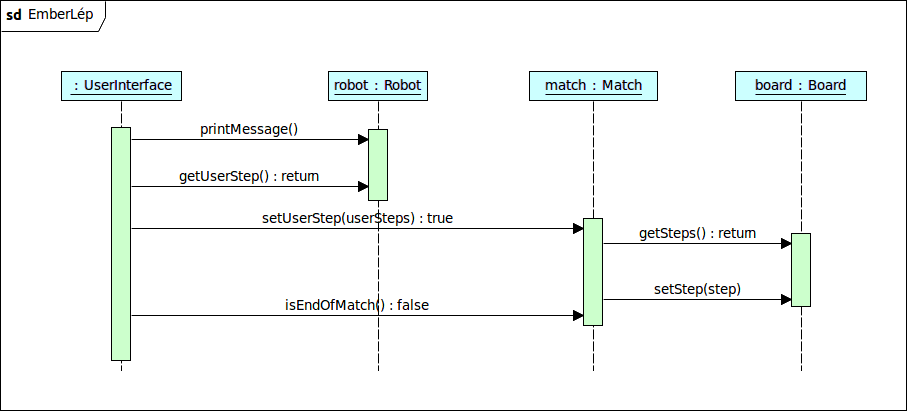 sd EmberLép
: UserInterface
robot : Robot
match : Match
board : Board
printMessage()
getUserStep() : return
setUserStep(userSteps) : true
getSteps() : return
setStep(step)
isEndOfMatch() : false